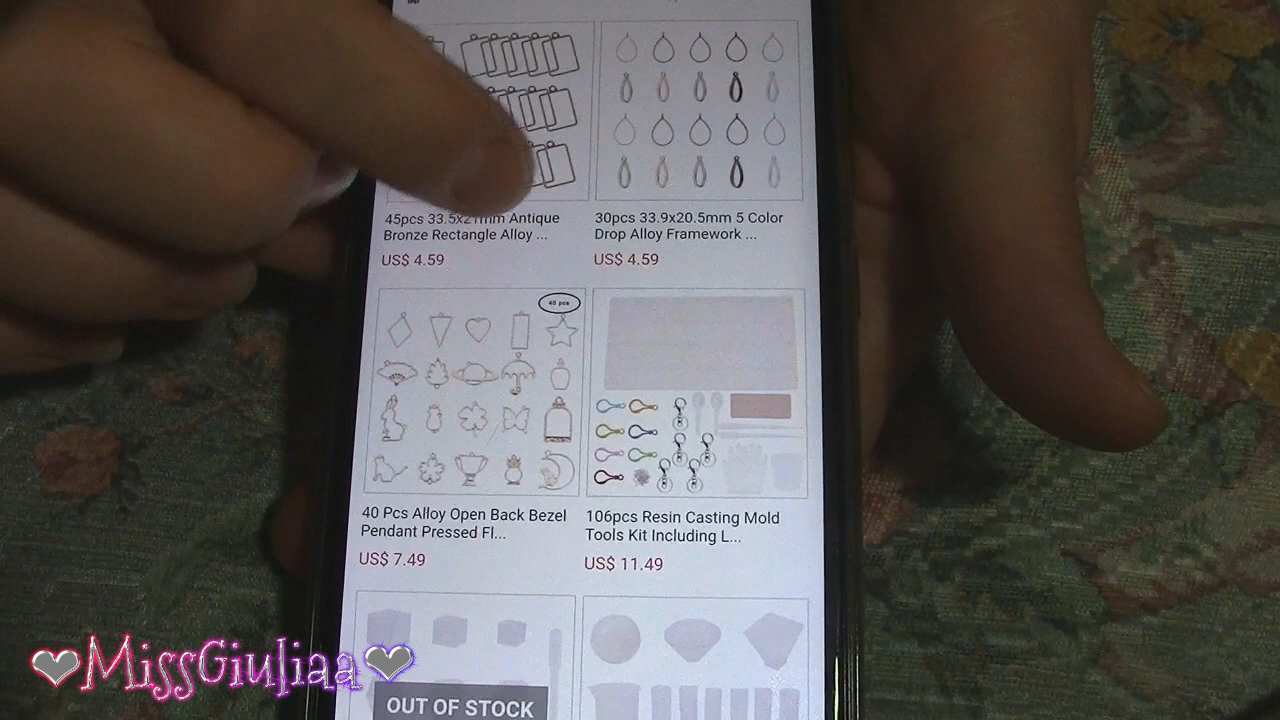 45pcs 33.5x21mm Antique
Bronze Rectangle Alloy ...
US$ 4.59
30pcs 33.9x20.5mm 5 Color
Drop Alloy Framework ...
US$ 4.59
40 pcs
40 Pcs Alloy Open Back Bezel
Pendant Pressed Fl...
US$ 7.49
106pcs Resin Casting Mold
Tools Kit Including L...
US$ 11.49
OUT OF STOCK
MissGiuliaa